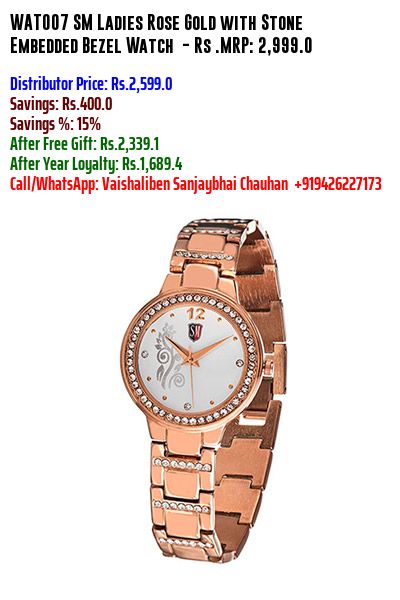 WAT007 SM Ladies Rose Gold with Stone
Embedded Bezel Watch - Rs .MRP: 2,999.0
Distributor Price: Rs.2,599.0
Savings: Rs.400.0
Savings %: 15%
After Free Gift: Rs.2,339.1
After Year Loyalty: Rs.1,689.4
Call/WhatsApp: Vaishaliben Sanjaybhai Chauhan +919426227173
12
SM